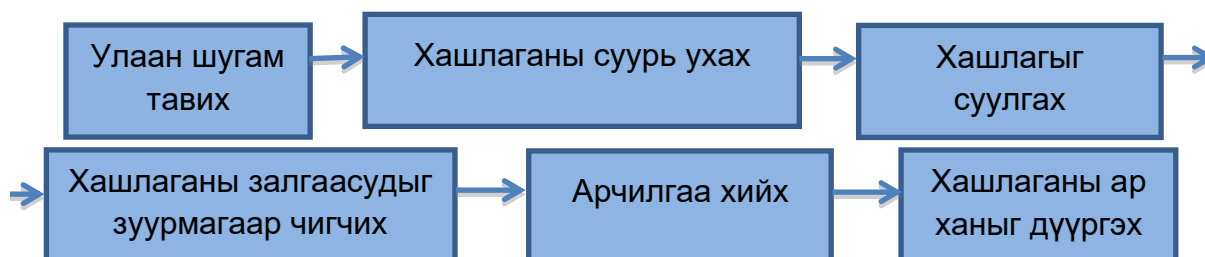 Улаан шугам
тавих
Хашлаганы суурь ухах
Хашлагыг
суулгах
Хашлаганы залгаасудыг
зуурмагаар чигчих
Арчилгаа хийх
Хашлаганы ар
ханыг дүүргэх